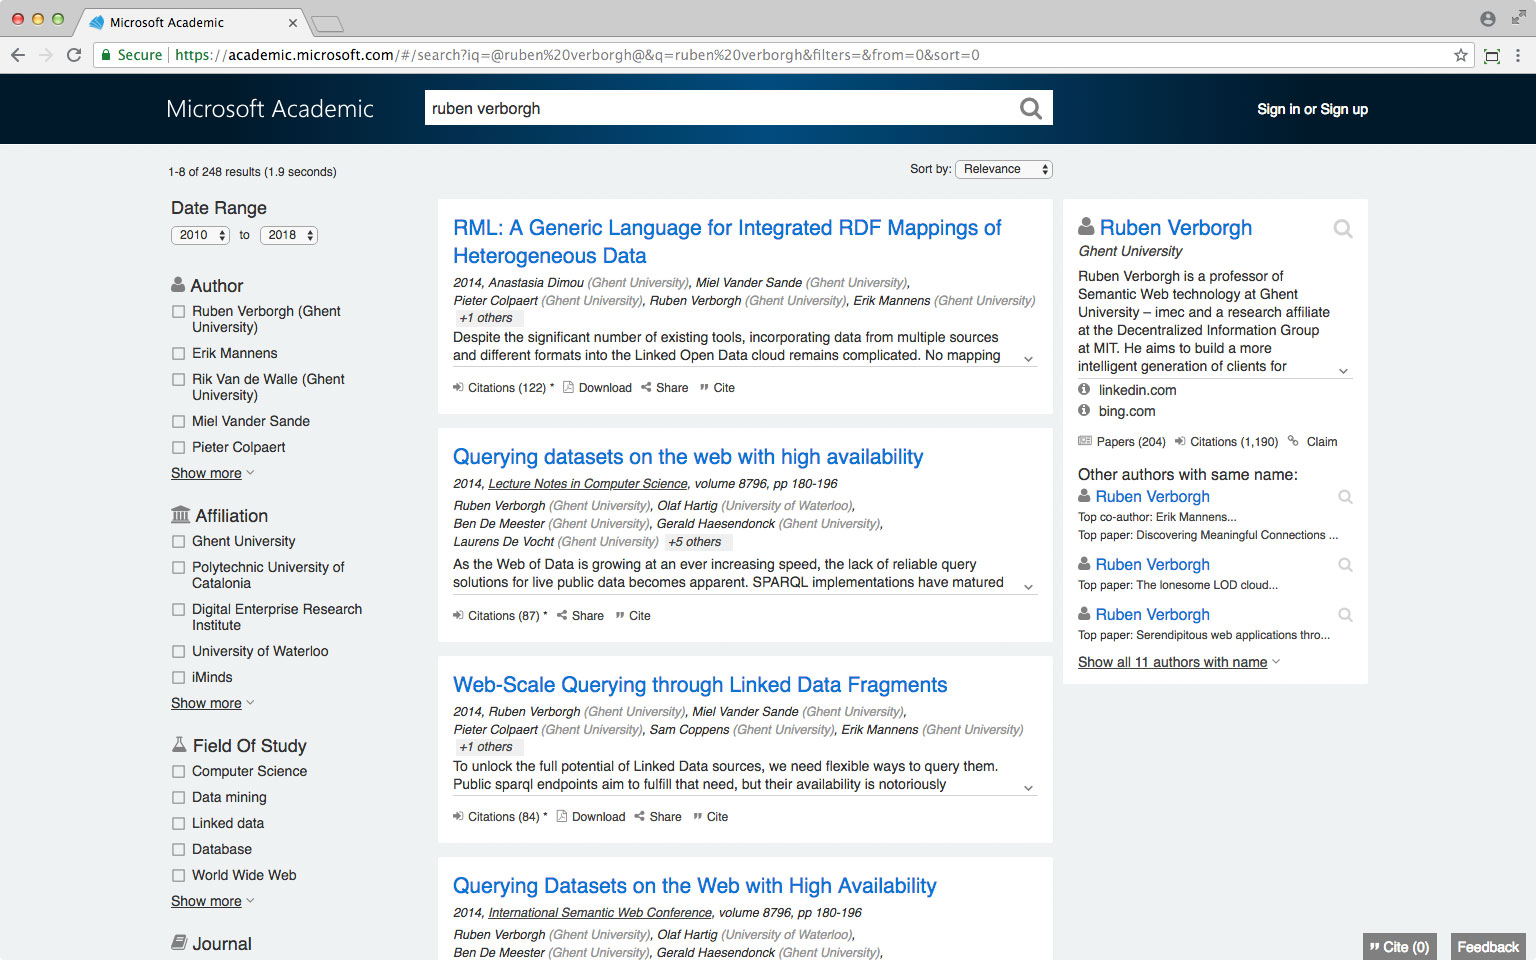 Microsoft Academic
Secure
https://academic.microsoft.com/#/search?iq=@ruben%20verborgh@&q=ruben%20verborgh&filters=&from=0&sort=0
Microsoft Academic
ruben verborgh
Sign in or Sign up
1-8 of 248 results (1.9 seconds)
Sort by: Relevance
Date Range
2010 to 2018
Author
Ruben Verborgh (Ghent
University)
Erik Mannens
Rik Van de Walle (Ghent
University)
Miel Vander Sande
Pieter Colpaert
Show more
Affiliation
Ghent University
Polytechnic University of
Catalonia
Digital Enterprise Research
Institute
University of Waterloo
iMinds
Show more
Field Of Study
Computer Science
Data mining
Linked data
Database
World Wide Web
Show more
Journal
RML: A Generic Language for Integrated RDF Mappings of
Heterogeneous Data
2014, Anastasia Dimou (Ghent University), Miel Vander Sande (Ghent University),
Pieter Colpaert (Ghent University), Ruben Verborgh (Ghent University), Erik Mannens (Ghent University)
+1 others
Despite the significant number of existing tools, incorporating data from multiple sources
and different formats into the Linked Open Data cloud remains complicated. No mapping
Citations (122) * Download Share Cite
Querying datasets on the web with high availability
2014, Lecture Notes in Computer Science, volume 8796, pp 180-196
Ruben Verborgh (Ghent University), Olaf Hartig (University of Waterloo),
Ben De Meester (Ghent University), Gerald Haesendonck (Ghent University),
Laurens De Vocht (Ghent University) +5 others
As the Web of Data is growing at an ever increasing speed, the lack of reliable query
solutions for live public data becomes apparent. SPARQL implementations have matured
Citations (87) * Share Cite
Web-Scale Querying through Linked Data Fragments
2014, Ruben Verborgh (Ghent University), Miel Vander Sande (Ghent University),
Pieter Colpaert (Ghent University), Sam Coppens (Ghent University), Erik Mannens (Ghent University)
+1 others
To unlock the full potential of Linked Data sources, we need flexible ways to query them.
Public sparql endpoints aim to fulfill that need, but their availability is notoriously
Citations (84) * Download Share Cite
Querying Datasets on the Web with High Availability
2014, International Semantic Web Conference, volume 8796, pp 180-196
Ruben Verborgh (Ghent University), Olaf Hartig (University of Waterloo),
Ben De Meester (Ghent University), Gerald Haesendonck (Ghent University),
Ruben Verborgh
Ghent University
Ruben Verborgh is a professor of
Semantic Web technology at Ghent
University – imec and a research affiliate
at the Decentralized Information Group
at MIT. He aims to build a more
intelligent generation of clients for
linkedin.com
bing.com
Papers (204) Citations (1,190) Claim
Other authors with same name:
Ruben Verborgh
Top co-author: Erik Mannens...
Top paper: Discovering Meaningful Connections ...
Ruben Verborgh
Top paper: The lonesome LOD cloud...
Ruben Verborgh
Top paper: Serendipitous web applications thro...
Show all 11 authors with name
Cite (0)
Feedback